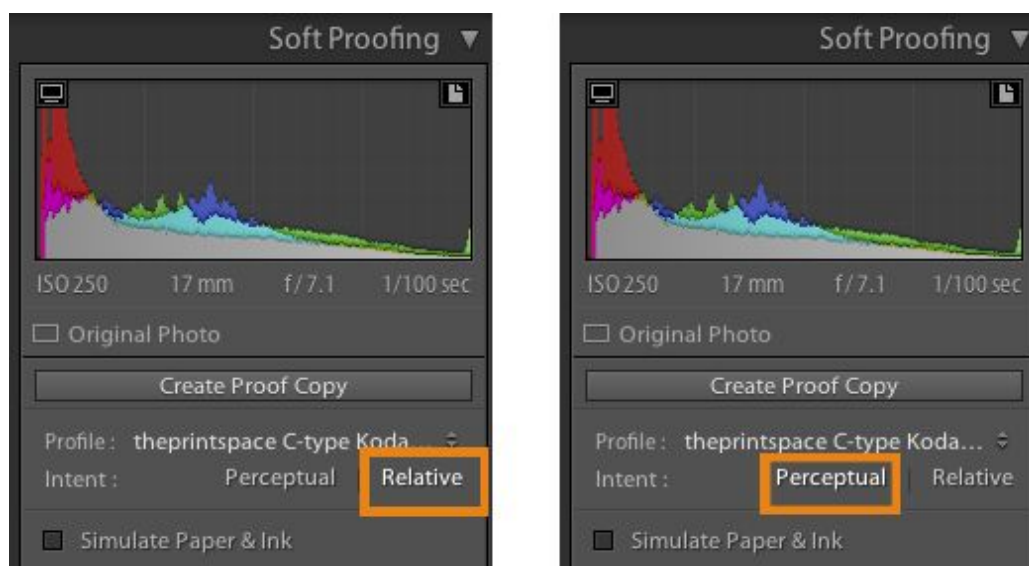 Soft Proofing
ISO 250 17 mm f/7.1 1/100 sec
Original Photo
Create Proof Copy
Profile : theprintspace C-type Koda...
Intent : Perceptual Relative
Simulate Paper & Ink
Soft Proofing
ISO 250 17 mm f/7.1 1/100 sec
Original Photo
Create Proof Copy
Profile : theprintspace C-type Koda...
Intent : Perceptual Relative
Simulate Paper & Ink